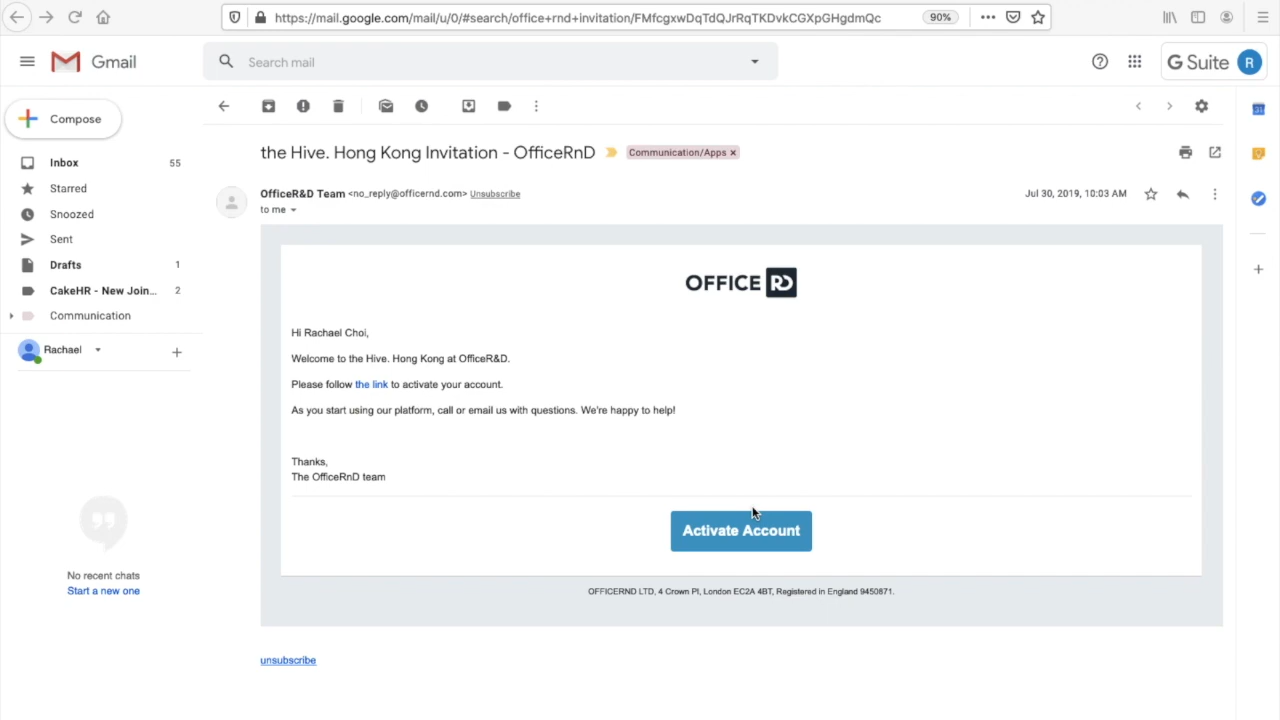 https://mail.google.com/mail/u/0/#search/office+rnd+invitation/FMfcgxwDqTdQJrRqTKDvkCGXpGHgdmQc
90%
Gmail
Search mail
G Suite
R
Compose
Inbox 55
Starred
Snoozed
Sent
Drafts 1
CakeHR - New Join... 2
Communication
Rachael
No recent chats
Start a new one
the Hive. Hong Kong Invitation - OfficeRnD
Communication/Apps x
OfficeR&D Team <no_reply@officernd.com> Unsubscribe
Jul 30, 2019, 10:03 AM
to me
OFFICE RD
Hi Rachael Choi,
Welcome to the Hive. Hong Kong at OfficeR&D.
Please follow the link to activate your account.
As you start using our platform, call or email us with questions. We're happy to help!
Thanks,
The OfficeRnD team
Activate Account
OFFICERND LTD, 4 Crown Pl, London EC2A 4BT, Registered in England 9450871.
unsubscribe
31